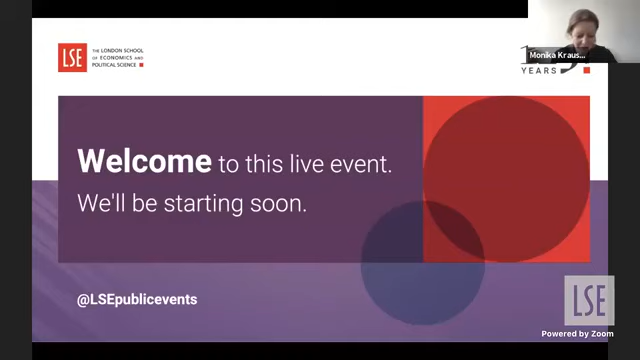 LSE
THE LONDON SCHOOL
OF ECONOMICS AND
POLITICAL SCIENCE
Monika Kraus...
YEARS
Welcome to this live event.
We'll be starting soon.
@LSEpublicevents
LSE
Powered by Zoom